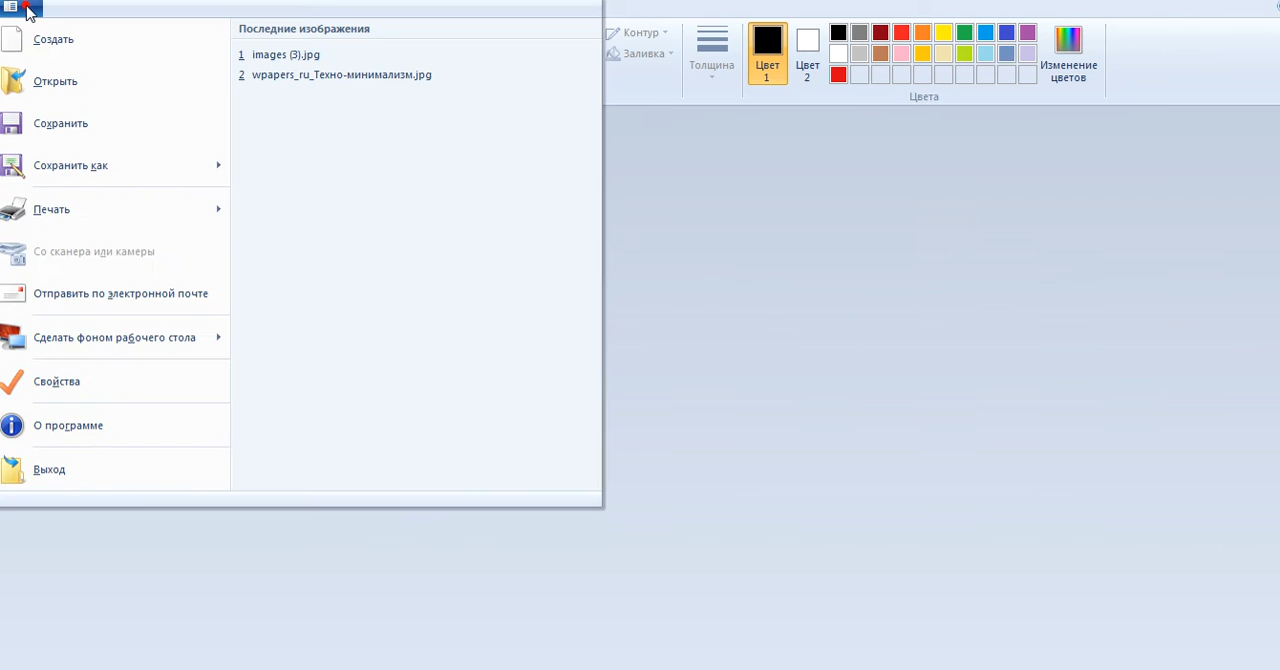 Создать
Открыть
Сохранить
Сохранить как
Печать
Со сканера или камеры
Отправить по электронной почте
Сделать фоном рабочего стола
Свойства
О программе
Выход
Последние изображения
1 images (3).jpg
2 wpapers_ru_Техно-минимализм.jpg
Контур
Заливка
Толщина
Цвет
1
Цвет
2
Изменение
цветов
Цвета